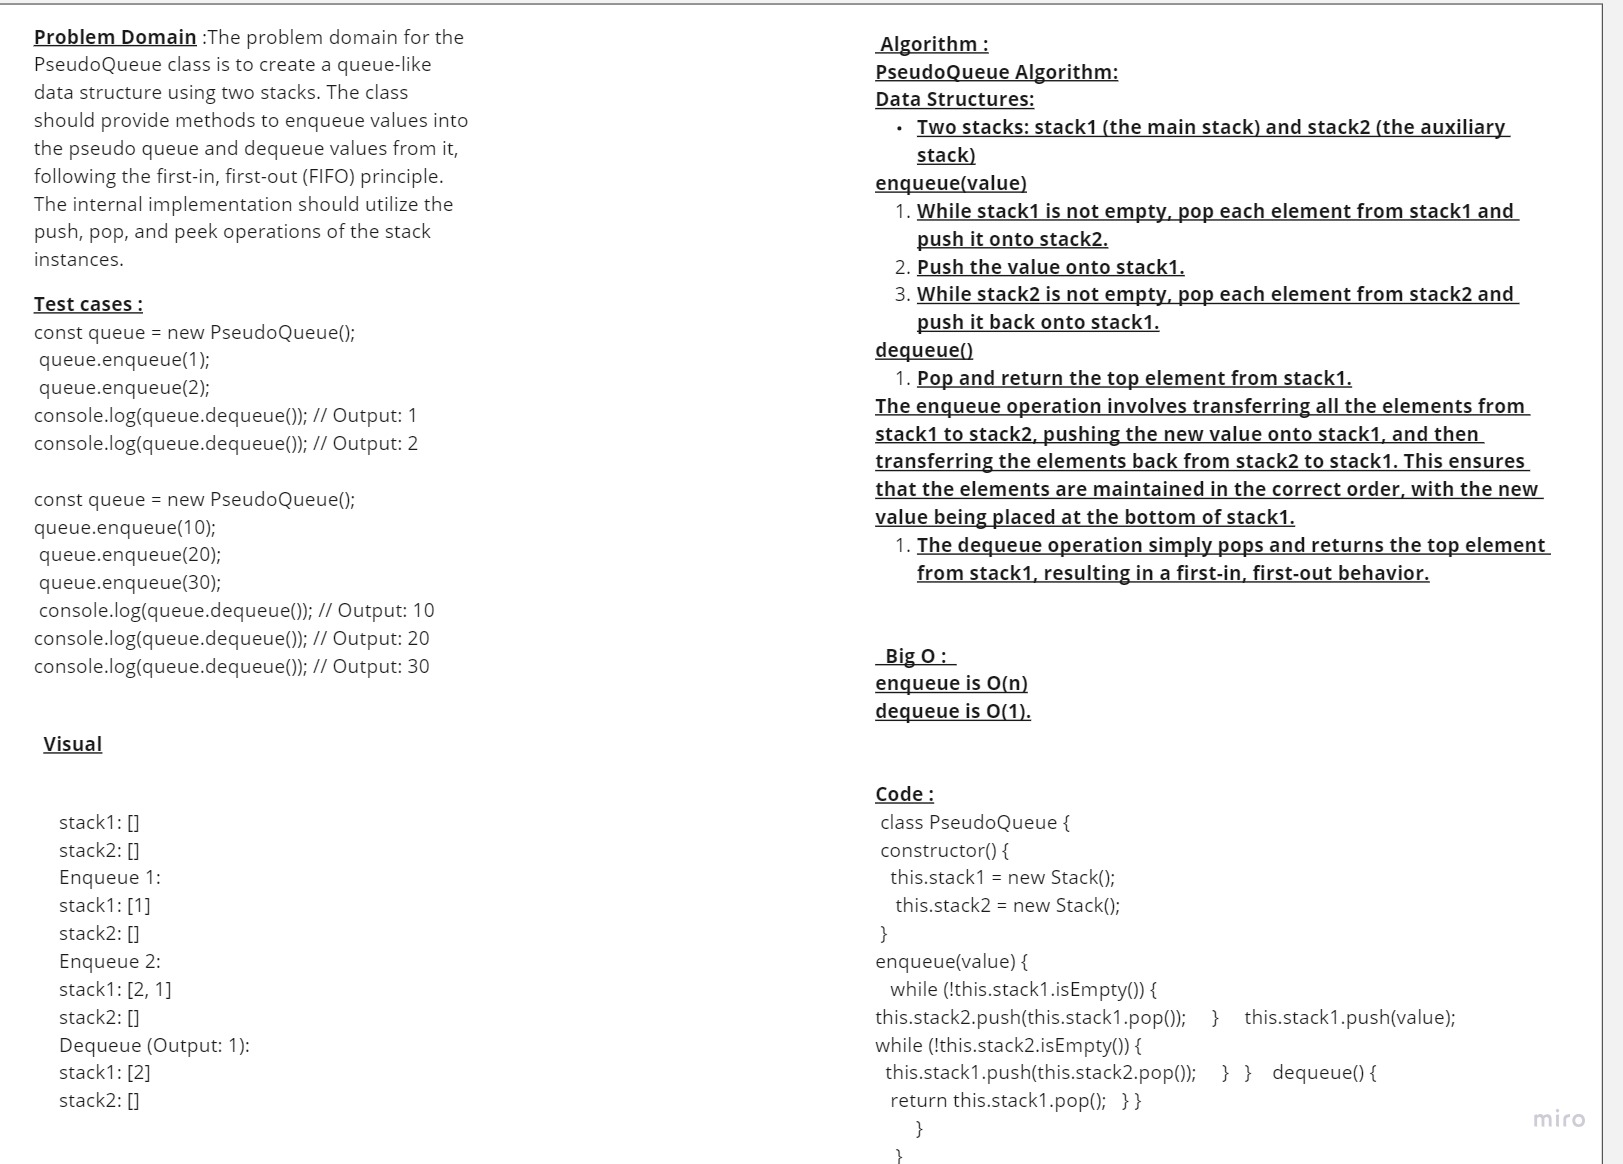 Problem Domain :The problem domain for the
PseudoQueue class is to create a queue-like
data structure using two stacks. The class
should provide methods to enqueue values into
the pseudo queue and dequeue values from it,
following the first-in, first-out (FIFO) principle.
The internal implementation should utilize the
push, pop, and peek operations of the stack
instances.
Test cases :
const queue = new PseudoQueue();
queue.enqueue(1);
queue.enqueue(2);
console.log(queue.dequeue()); // Output: 1
console.log(queue.dequeue()); // Output: 2
const queue = new PseudoQueue();
queue.enqueue(10);
queue.enqueue(20);
queue.enqueue(30);
console.log(queue.dequeue()); // Output: 10
console.log(queue.dequeue()); // Output: 20
console.log(queue.dequeue()); // Output: 30
Visual
stack1: []
stack2: []
Enqueue 1:
stack1: [1]
stack2: []
Enqueue 2:
stack1: [2, 1]
stack2: []
Dequeue (Output: 1):
stack1: [2]
stack2: []
Algorithm :
PseudoQueue Algorithm:
Data Structures:
• Two stacks: stack1 (the main stack) and stack2 (the auxiliary
stack)
enqueue(value)
1. While stack1 is not empty, pop each element from stack1 and
push it onto stack2.
2. Push the value onto stack1.
3. While stack2 is not empty, pop each element from stack2 and
push it back onto stack1.
dequeue()
1. Pop and return the top element from stack1.
The enqueue operation involves transferring all the elements from
stack1 to stack2, pushing the new value onto stack1, and then
transferring the elements back from stack2 to stack1. This ensures
that the elements are maintained in the correct order, with the new
value being placed at the bottom of stack1.
1. The dequeue operation simply pops and returns the top element
from stack1, resulting in a first-in, first-out behavior.
Big O :
enqueue is O(n)
dequeue is O(1).
Code :
class PseudoQueue {
constructor() {
this.stack1 = new Stack();
this.stack2 = new Stack();
}
enqueue(value) {
while (!this.stack1.isEmpty()) {
this.stack2.push(this.stack1.pop()); } this.stack1.push(value);
while (!this.stack2.isEmpty()) {
this.stack1.push(this.stack2.pop()); } } dequeue() {
return this.stack1.pop(); } }
}
}
miro